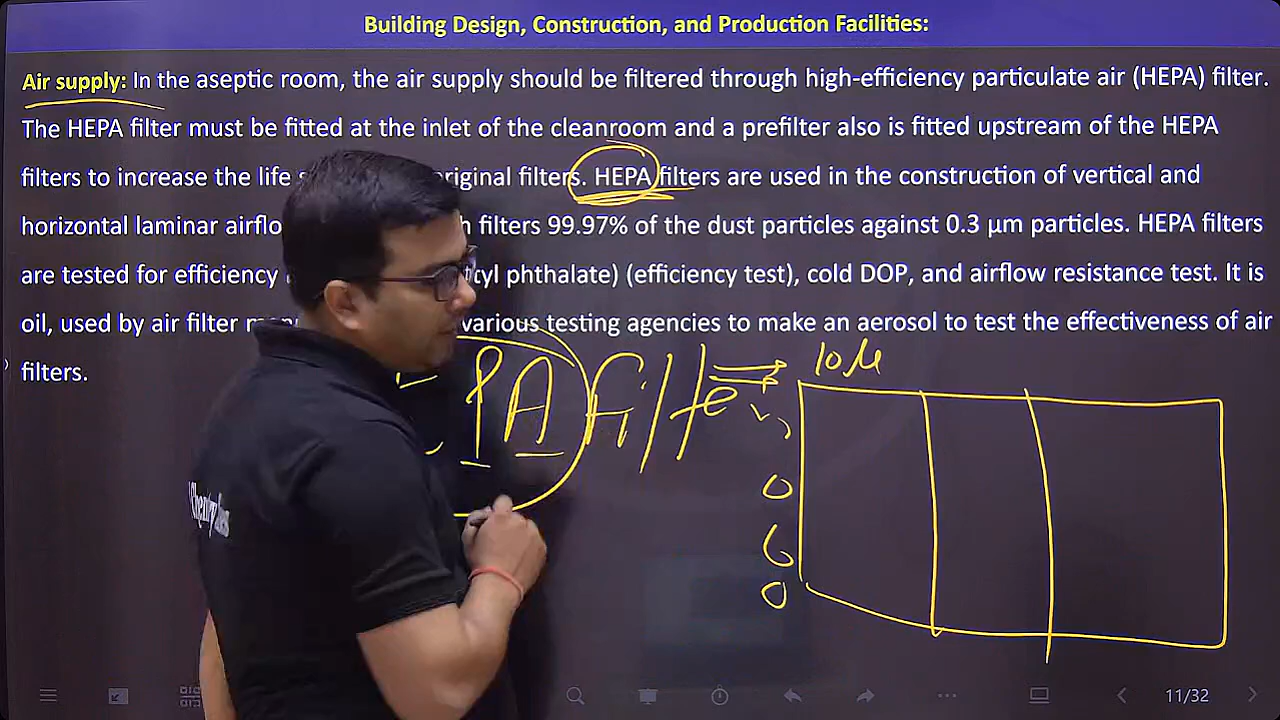 Building Design, Construction, and Production Facilities:
Air supply: In the aseptic room, the air supply should be filtered through high-efficiency particulate air (HEPA) filter.
The HEPA filter must be fitted at the inlet of the cleanroom and a prefilter also is fitted upstream of the HEPA
filters to increase the life original filters. HEPA filters are used in the construction of vertical and
horizontal laminar filters 99.97% of the dust particles against 0.3 µm particles. HEPA filters
are tested for efficiency phthalate) (efficiency test), cold DOP, and airflow resistance test. It is
oil, used by air filter various testing agencies to make an aerosol to test the effectiveness of air
filters.
10 µ
PA Filte
11/32